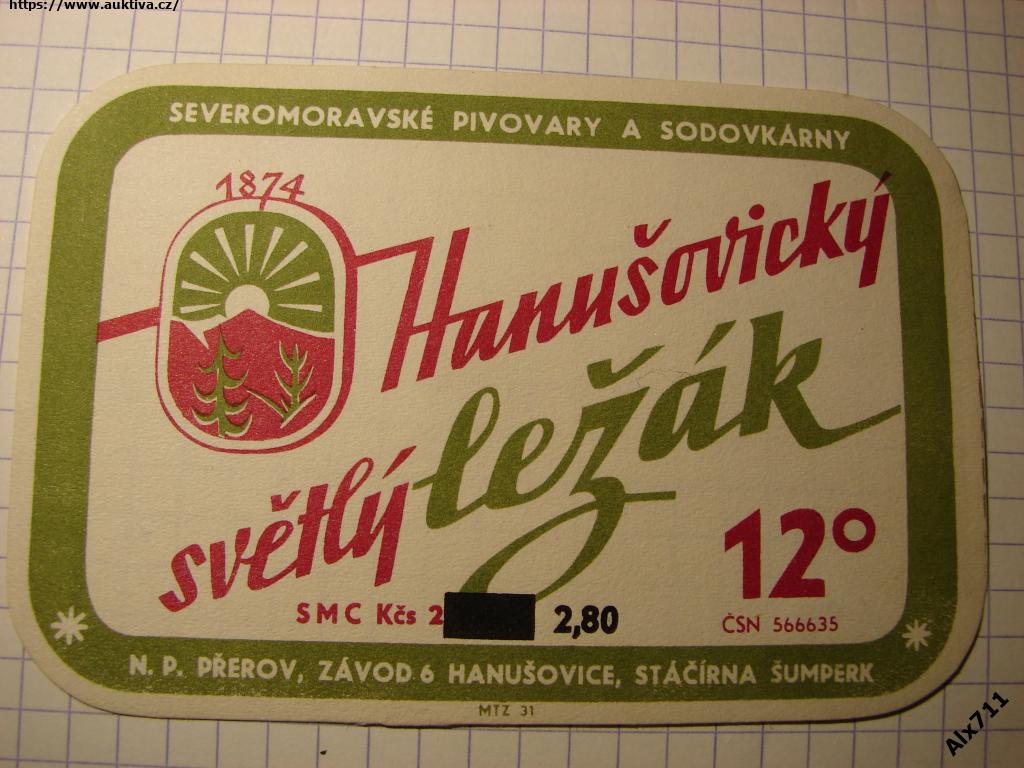 https://www.auktiva.cz/
SEVEROMORAVSKÉ PIVOVARY A SODOVKÁRNY
1874
Hanušovický
světlý ležák
12°
SMC Kčs 2 2,80
ČSN 566635
N. P. PŘEROV, ZÁVOD 6 HANUŠOVICE, STÁČÍRNA ŠUMPERK
MTZ 31
Alx711